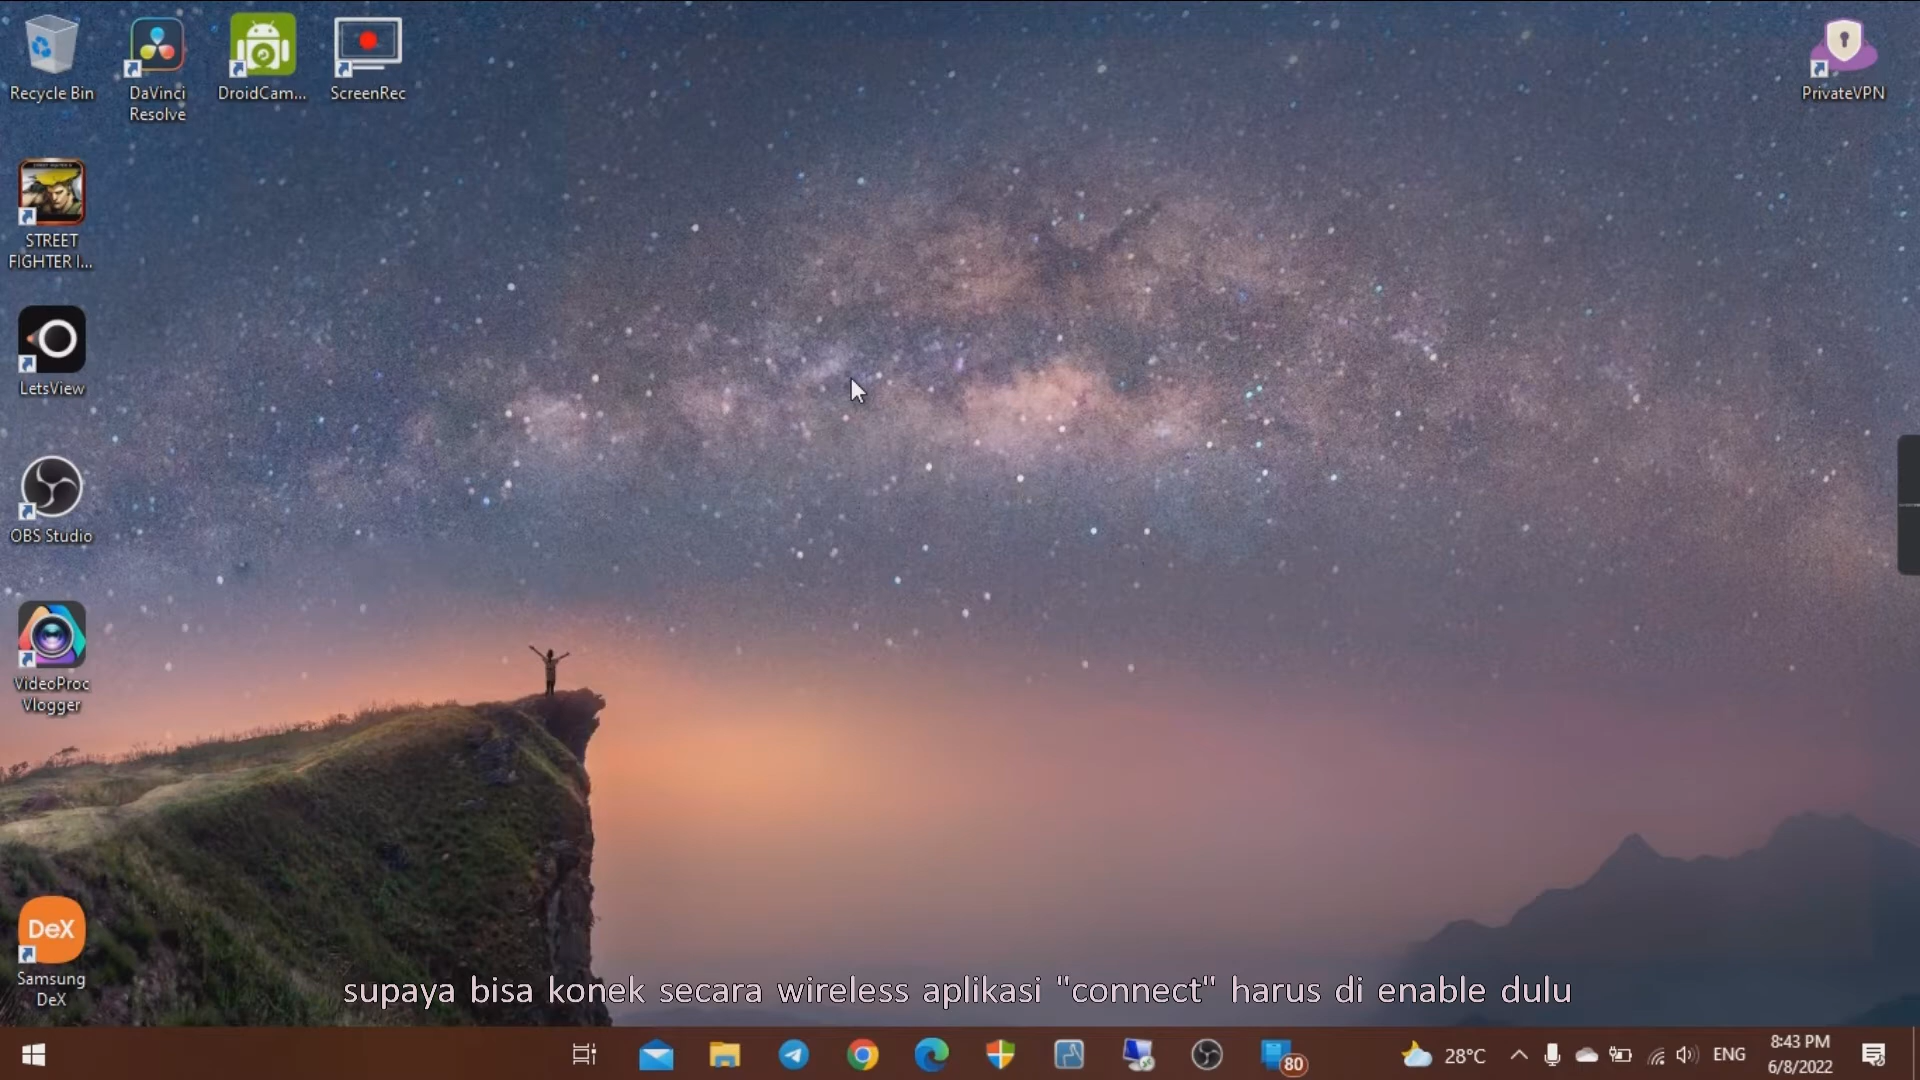 Recycle Bin
DaVinci
Resolve
DroidCam...
ScreenRec
PrivateVPN
STREET
FIGHTER I...
LetsView
OBS Studio
VideoProc
Vlogger
DeX
Samsung
DeX
supaya bisa konek secara wireless aplikasi "connect" harus di enable dulu
80
28°C
ENG
8:43 PM
6/8/2022